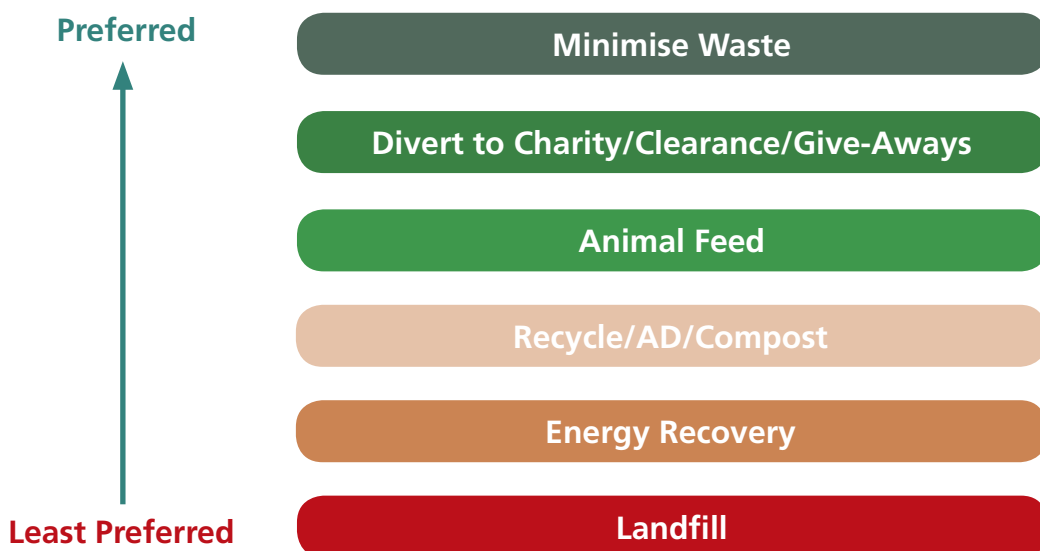 Preferred
Minimise Waste
Divert to Charity/Clearance/Give-Aways
Animal Feed
Recycle/AD/Compost
Energy Recovery
Least Preferred
Landfill